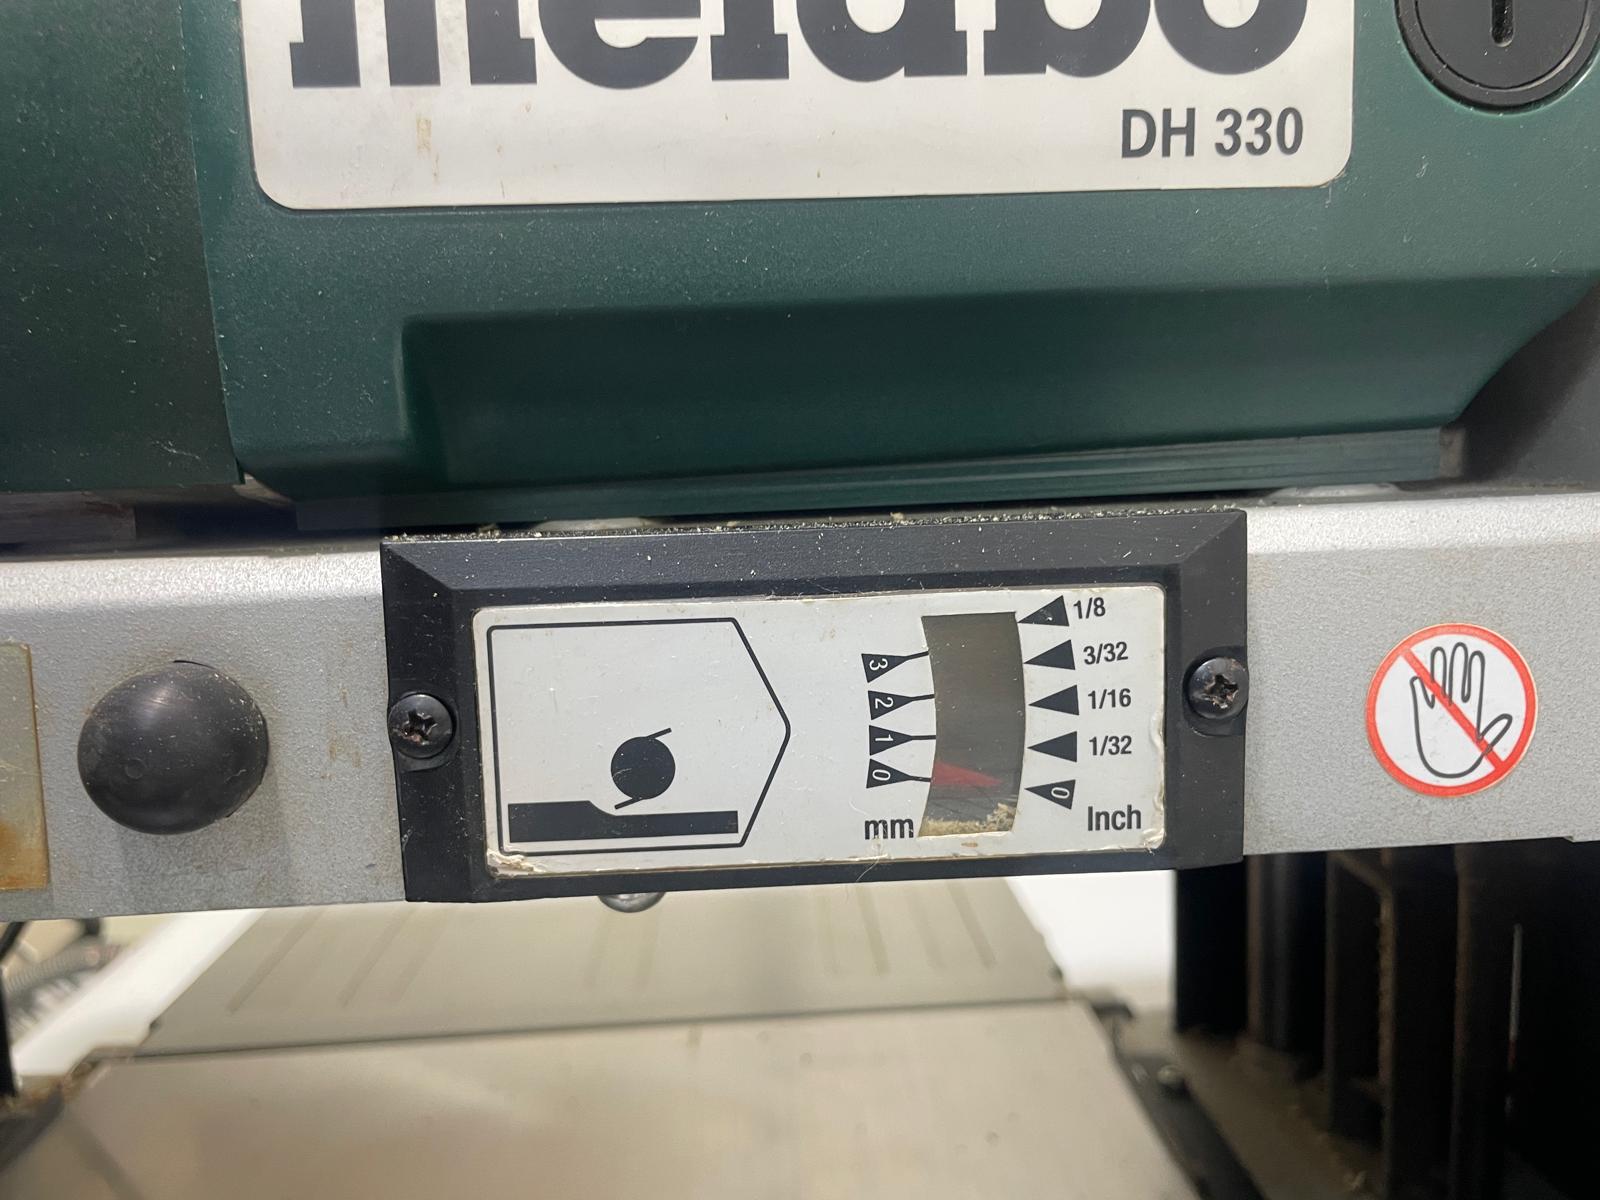 metabo
DH 330
1/8
3 3/32
2 1/16
1 1/32
0 0
mm Inch